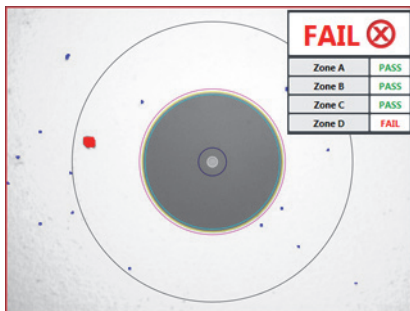 FAIL
Zone A PASS
Zone B PASS
Zone C PASS
Zone D FAIL